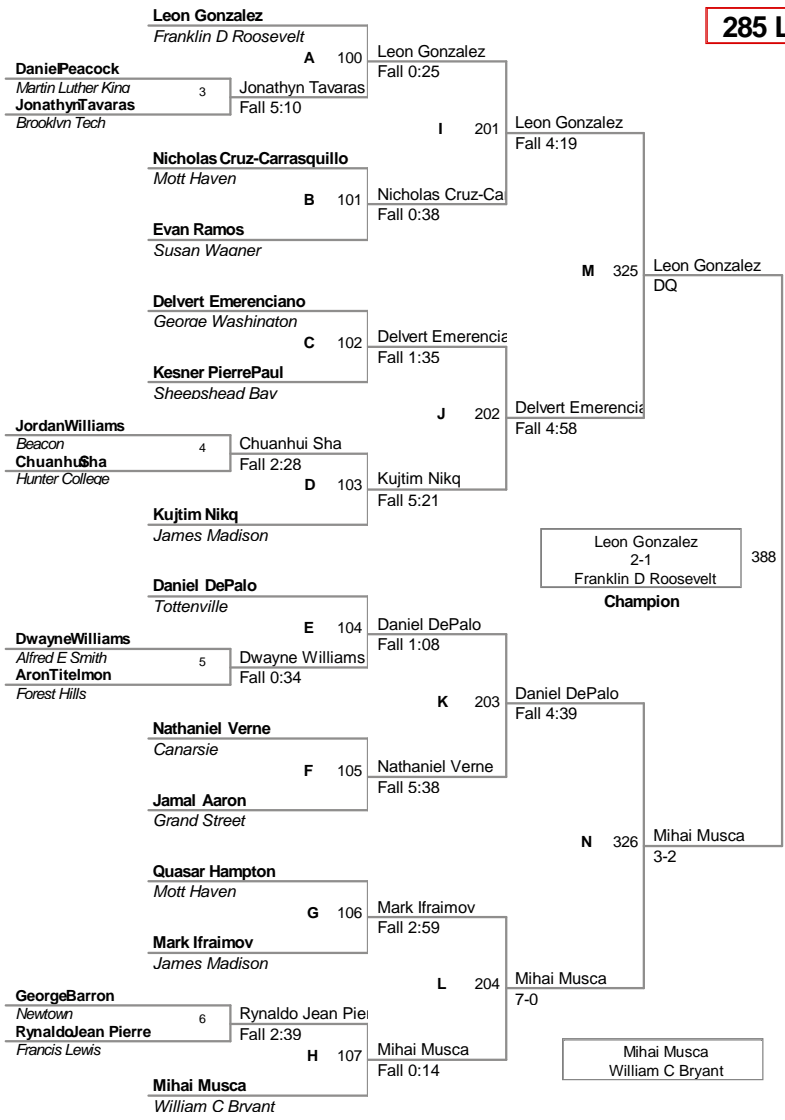 Leon Gonzalez
285 L
Franklin D Roosevelt
A 100 Leon Gonzalez
Fall 0:25
DanielPeacock
Martin Luther King
3 Jonathyn Tavaras
JonathynTavaras
Fall 5:10
Brooklyn Tech
I 201 Leon Gonzalez
Fall 4:19
Nicholas Cruz-Carrasquillo
Mott Haven
B 101 Nicholas Cruz-Ca
Fall 0:38
Evan Ramos
Susan Wagner
M 325 Leon Gonzalez
DQ
Delvert Emerenciano
George Washington
C 102 Delvert Emerencia
Fall 1:35
Kesner PierrePaul
Sheepshead Bay
J 202 Delvert Emerencia
Fall 4:58
JordanWilliams
Beacon
4 Chuanhui Sha
ChuanhuiSha
Fall 2:28
Hunter College
D 103 Kujtim Nikq
Fall 5:21
Kujtim Nikq
James Madison
Leon Gonzalez
2-1
Franklin D Roosevelt
388
Champion
Daniel DePalo
Tottenville
E 104 Daniel DePalo
Fall 1:08
DwayneWilliams
Alfred E Smith
5 Dwayne Williams
AronTitelmon
Fall 0:34
Forest Hills
K 203 Daniel DePalo
Fall 4:39
Nathaniel Verne
Canarsie
F 105 Nathaniel Verne
Fall 5:38
Jamal Aaron
Grand Street
N 326 Mihai Musca
3-2
Quasar Hampton
Mott Haven
G 106 Mark Ifraimov
Fall 2:59
Mark Ifraimov
James Madison
L 204 Mihai Musca
7-0
GeorgeBarron
Newtown
6 Rynaldo Jean Pie
RynaldoJean Pierre
Fall 2:39
Francis Lewis
H 107 Mihai Musca
Fall 0:14
Mihai Musca
William C Bryant
Mihai Musca
William C Bryant